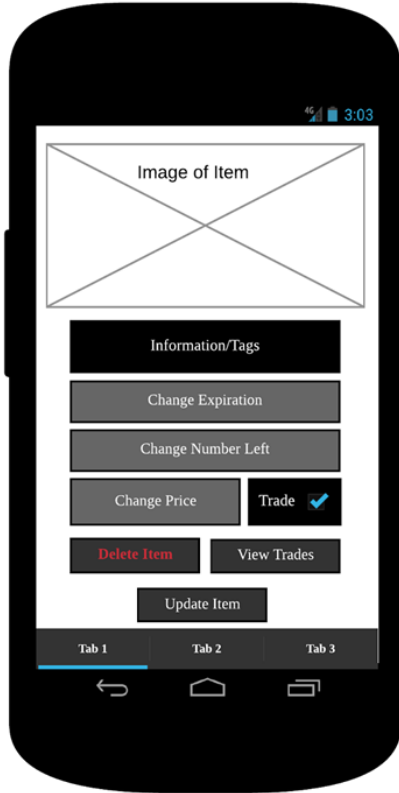 4G 3:03
Image of Item
Information/Tags
Change Expiration
Change Number Left
Change Price Trade
Delete Item View Trades
Update Item
Tab 1 Tab 2 Tab 3